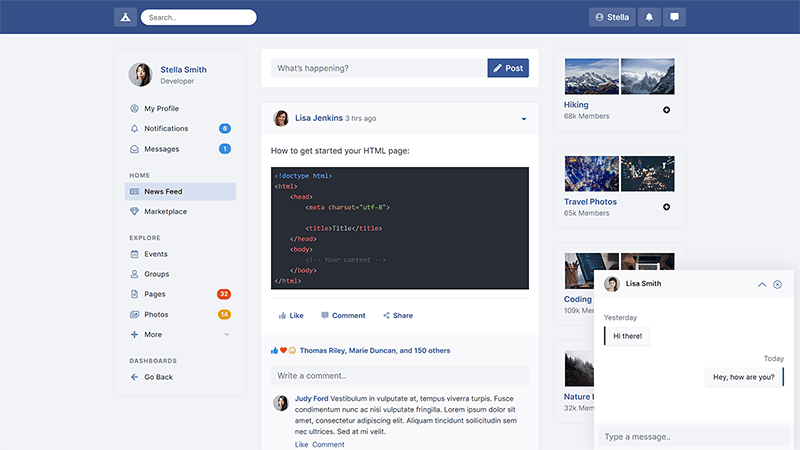 Search..
Stella
Stella Smith
Developer
My Profile
Notifications 6
Messages 1
HOME
News Feed
Marketplace
EXPLORE
Events
Groups
Pages 32
Photos 14
More
DASHBOARDS
Go Back
What's happening?
Post
Lisa Jenkins 3 hrs ago
How to get started your HTML page:
<!doctype html>
<html>
<head>
<meta charset="utf-8">
<title>Title</title>
</head>
<body>
<!-- Your content -->
</body>
</html>
Like Comment Share
Thomas Riley, Marie Duncan, and 150 others
Write a comment..
Judy Ford Vestibulum in vulputate at, tempus viverra turpis. Fusce
condimentum nunc ac nisi vulputate fringilla. Lorem ipsum dolor sit
amet, consectetur adipiscing elit. Aliquam tincidunt sollicitudin sem
nec ultrices. Sed at mi velit.
Like Comment
Hiking
68k Members
Travel Photos
65k Members
Coding
109k Members
Nature
32k
Lisa Smith
Yesterday
Hi there!
Today
Hey, how are you?
Type a message..